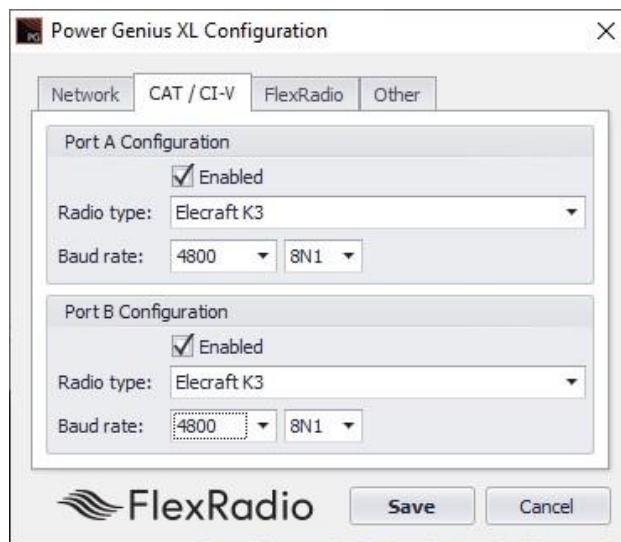 Power Genius XL Configuration
Network CAT / CI-V FlexRadio Other
Port A Configuration
Enabled
Radio type: Elecraft K3
Baud rate: 4800 8N1
Port B Configuration
Enabled
Radio type: Elecraft K3
Baud rate: 4800 8N1
FlexRadio Save Cancel